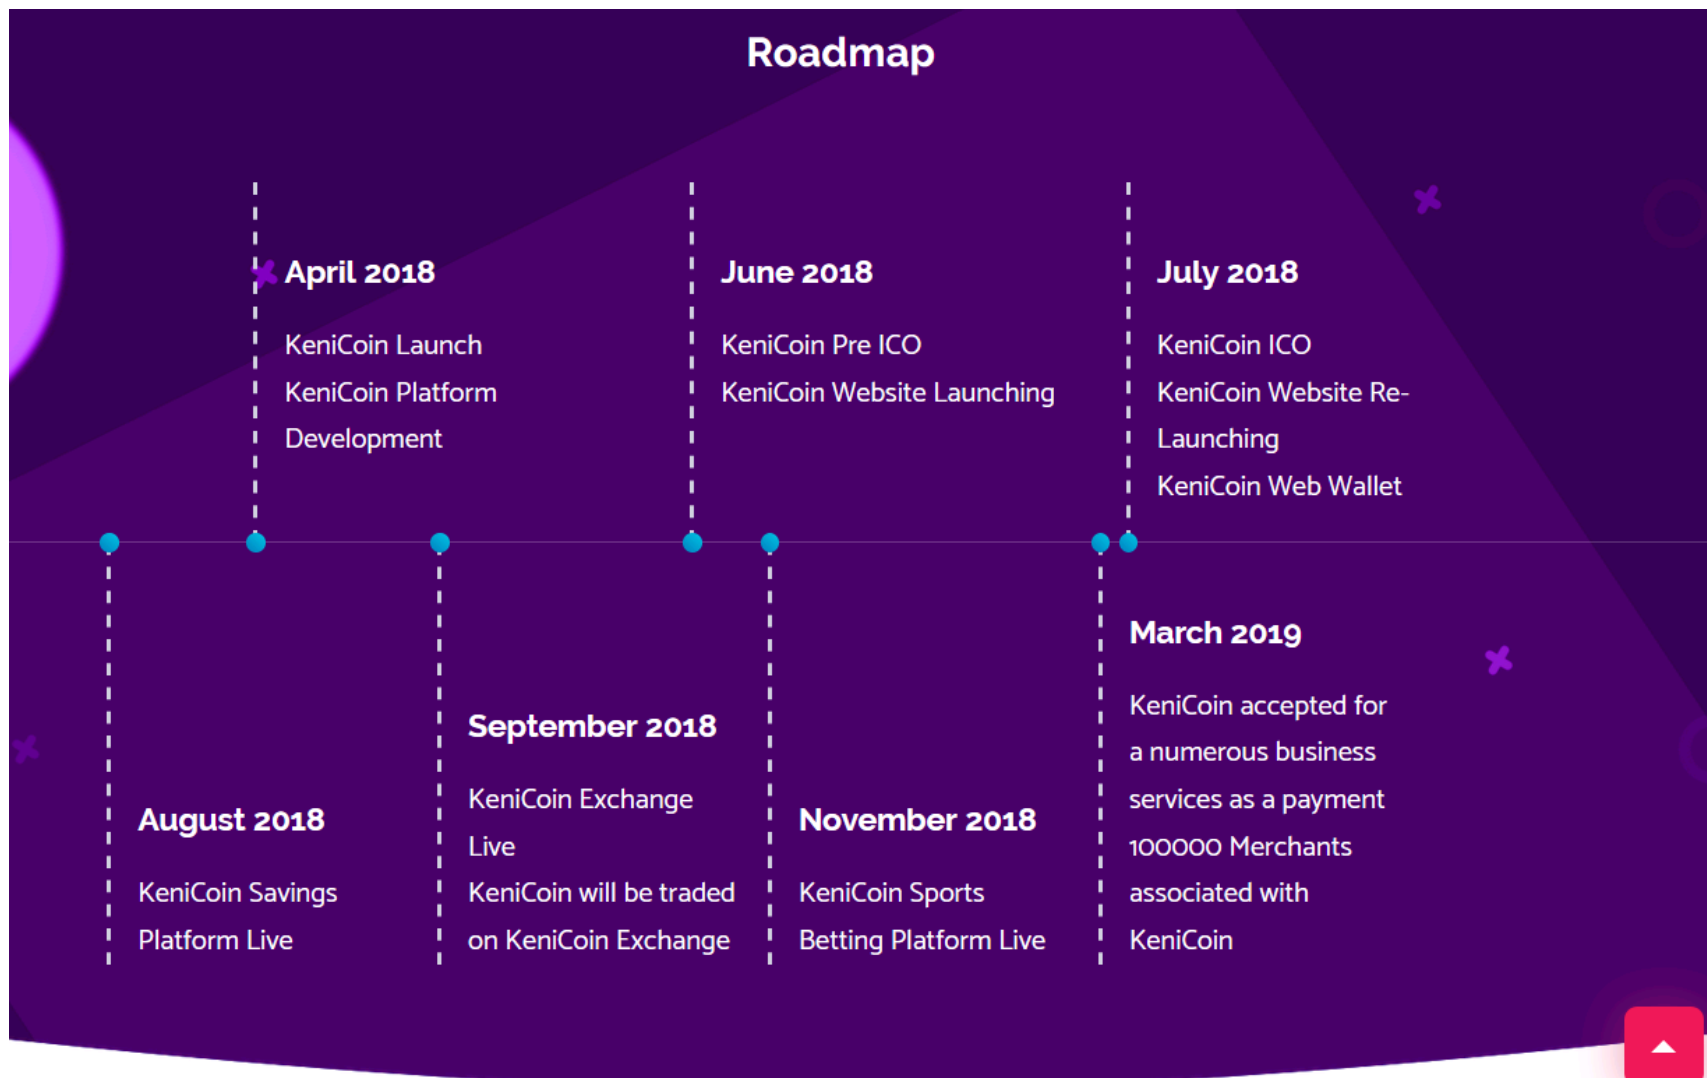 Roadmap
April 2018
KeniCoin Launch
KeniCoin Platform
Development
June 2018
KeniCoin Pre ICO
KeniCoin Website Launching
July 2018
KeniCoin ICO
KeniCoin Website Re-
Launching
KeniCoin Web Wallet
August 2018
KeniCoin Savings
Platform Live
September 2018
KeniCoin Exchange
Live
KeniCoin will be traded
on KeniCoin Exchange
November 2018
KeniCoin Sports
Betting Platform Live
March 2019
KeniCoin accepted for
a numerous business
services as a payment
100000 Merchants
associated with
KeniCoin